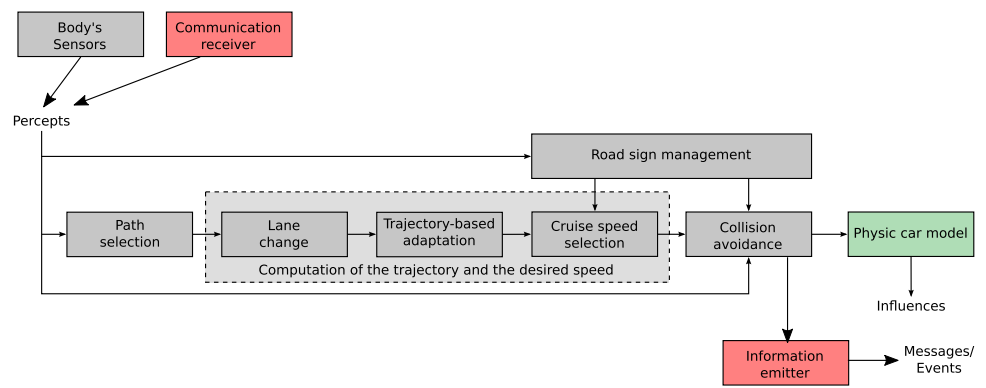 Body's
Sensors
Communication
receiver
Percepts
Road sign management
Path
selection
Lane
change
Trajectory-based
adaptation
Cruise speed
selection
Collision
avoidance
Physic car model
Computation of the trajectory and the desired speed
Influences
Information
emitter
Messages/
Events